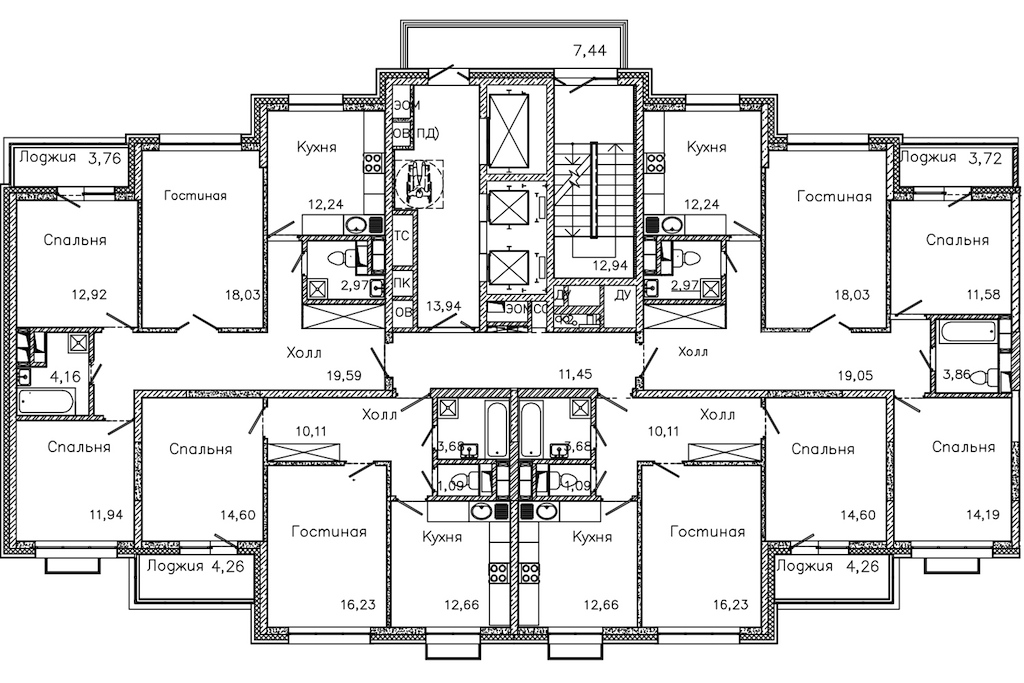 7,44
ЭОМ
ОВ(ПД)
Кухня
Кухня
Лоджия 3,76
Лоджия 3,72
Гостиная
Гостиная
12,24
12,24
ТС
Спальня
Спальня
12,94
2,97
2,97
ПК
12,92
18,03
13,94
18,03
11,58
ОВ
ЭОМ
СС
ДУ
ДУ
Холл
Холл
4,16
19,59
11,45
19,05
3,86
Холл
Холл
Спальня
Спальня
10,11
3,68
3,68
10,11
Спальня
Спальня
1,09
1,09
11,94
14,60
Гостиная
Кухня
Кухня
Гостиная
14,60
14,19
Лоджия 4,26
Лоджия 4,26
16,23
12,66
12,66
16,23